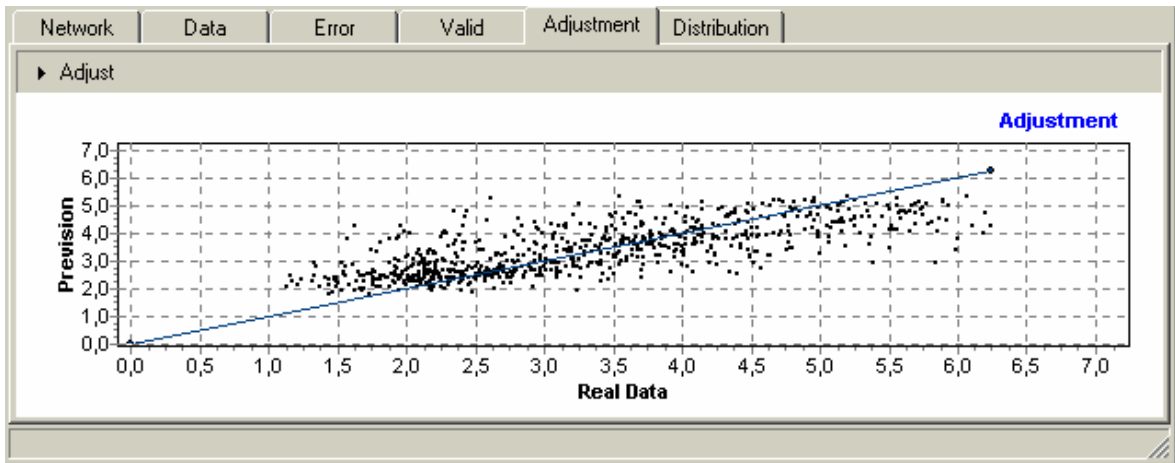 Network Data Error Valid Adjustment Distribution
Adjust
Adjustment
7,0
6,0
5,0
4,0
3,0
2,0
1,0
0,0
Prevision
0,0 0,5 1,0 1,5 2,0 2,5 3,0 3,5 4,0 4,5 5,0 5,5 6,0 6,5 7,0
Real Data